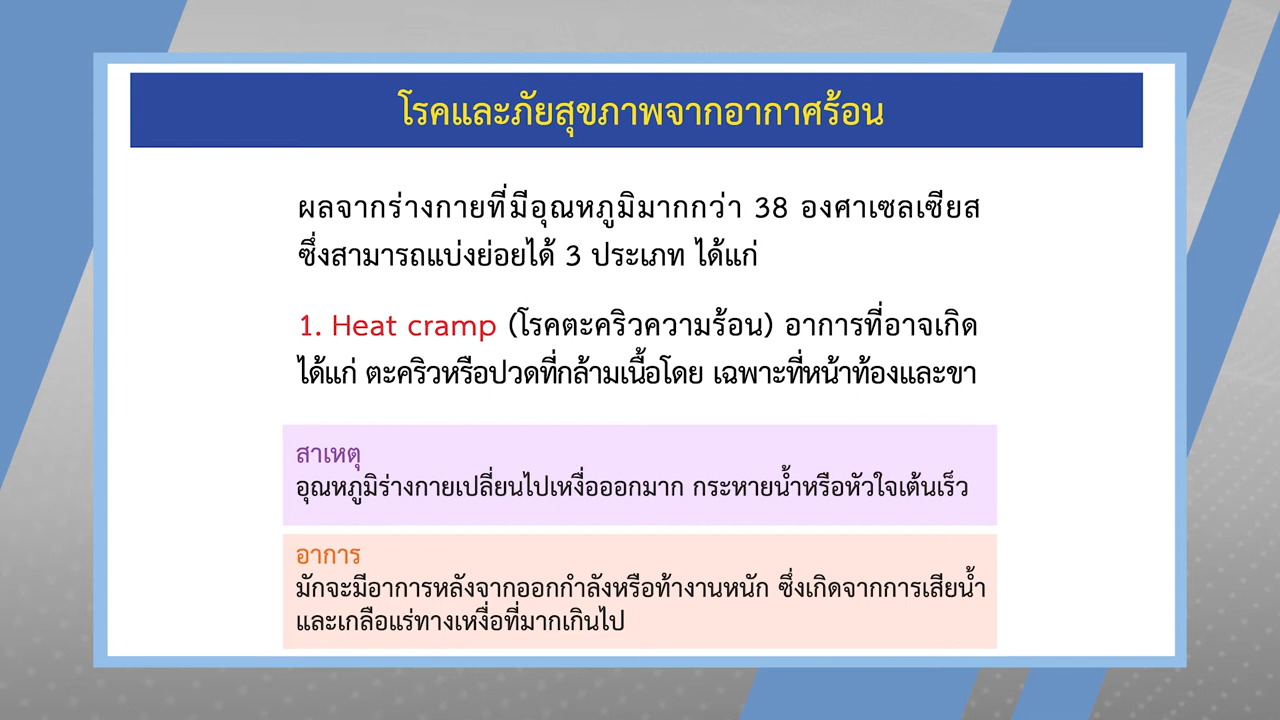 โรคและภัยสุขภาพจากอากาศร้อน
ผลจากร่างกายที่มีอุณหภูมิมากกว่า 38 องศาเซลเซียส
ซึ่งสามารถแบ่งย่อยได้ 3 ประเภท ได้แก่
1. Heat cramp (โรคตะคริวความร้อน) อาการที่อาจเกิด
ได้แก่ ตะคริวหรือปวดที่กล้ามเนื้อโดย เฉพาะที่หน้าท้องและขา
สาเหตุ
อุณหภูมิร่างกายเปลี่ยนไปเหงื่อออกมาก กระหายน้ำหรือหัวใจเต้นเร็ว
อาการ
มักจะมีอาการหลังจากออกกำลังหรือท้างานหนัก ซึ่งเกิดจากการเสียน้ำ
และเกลือแร่ทางเหงื่อที่มากเกินไป